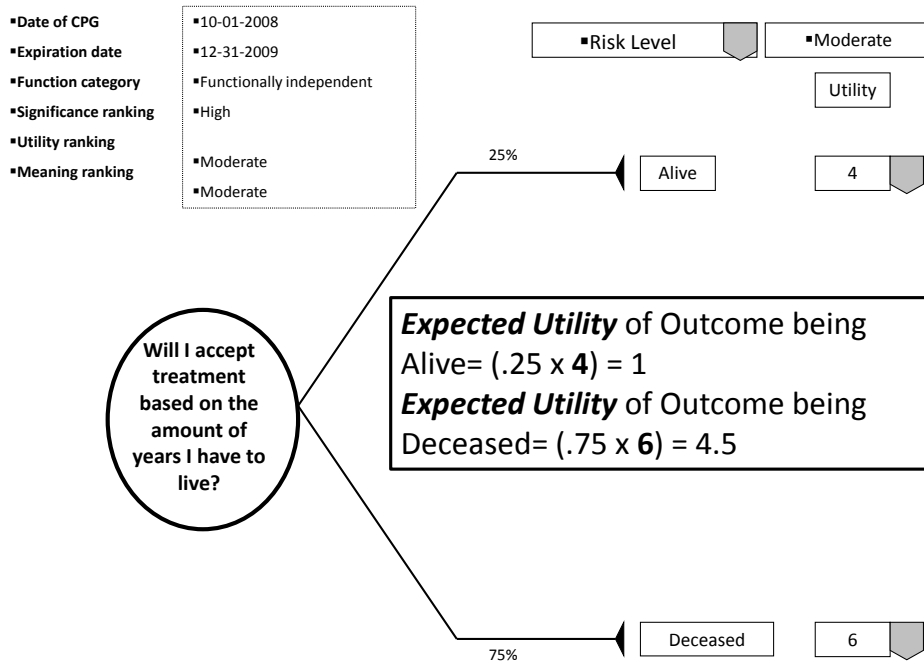 ▪Date of CPG
▪10-01-2008
▪Expiration date
▪12-31-2009
▪Function category
▪Functionally independent
▪Significance ranking
▪High
▪Utility ranking
▪Moderate
▪Meaning ranking
▪Moderate
▪Risk Level
▪Moderate
Utility
25%
Alive
4
Will I accept
treatment
based on the
amount of
years I have to
live?
Expected Utility of Outcome being
Alive= (.25 x 4) = 1
Expected Utility of Outcome being
Deceased= (.75 x 6) = 4.5
75%
Deceased
6